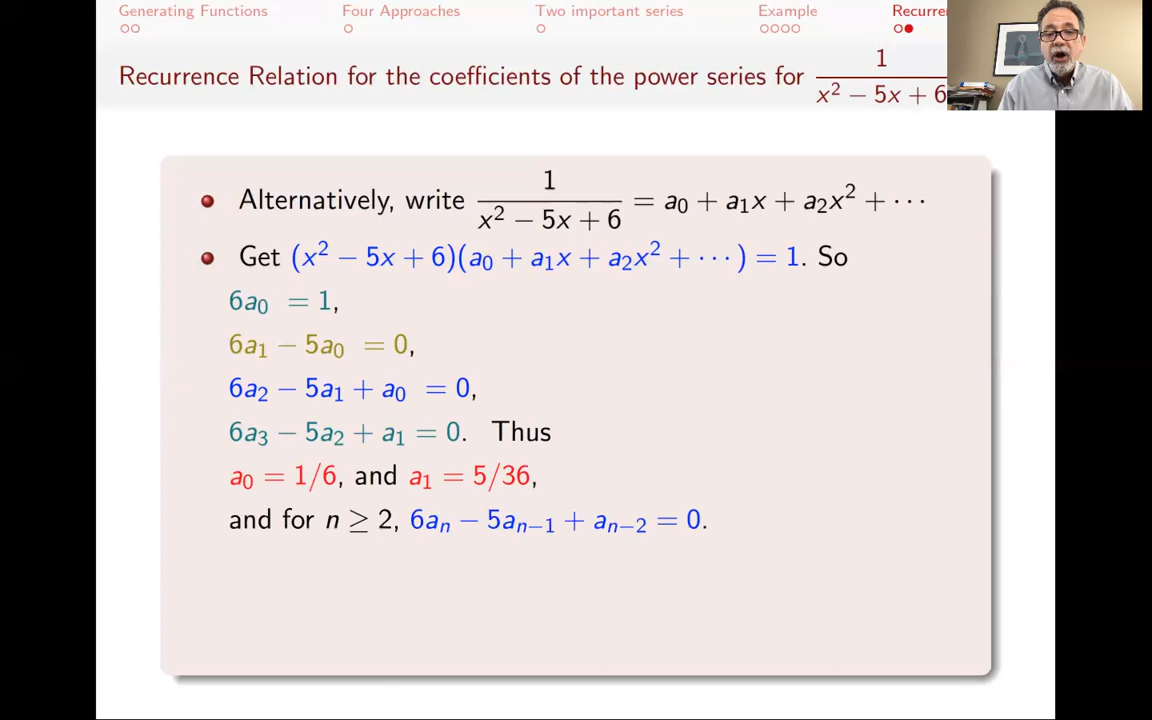 Generating Functions Four Approaches Two important series Example Recurre
Recurrence Relation for the coefficients of the power series for 1/(x² − 5x + 6
Alternatively, write 1/(x² − 5x + 6) = a₀ + a₁x + a₂x² + ⋯
Get (x² − 5x + 6)(a₀ + a₁x + a₂x² + ⋯) = 1. So
6a₀ = 1,
6a₁ − 5a₀ = 0,
6a₂ − 5a₁ + a₀ = 0,
6a₃ − 5a₂ + a₁ = 0. Thus
a₀ = 1/6, and a₁ = 5/36,
and for n ≥ 2, 6aₙ − 5aₙ₋₁ + aₙ₋₂ = 0.